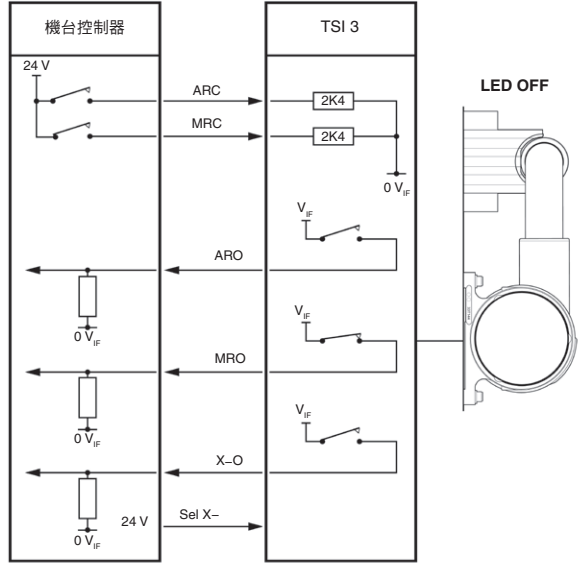 機台控制器
TSI 3
24 V
LED OFF
ARC
2K4
MRC
2K4
0 VIF
VIF
ARO
0 VIF
VIF
MRO
0 VIF
VIF
X–O
24 V
Sel X–
0 VIF